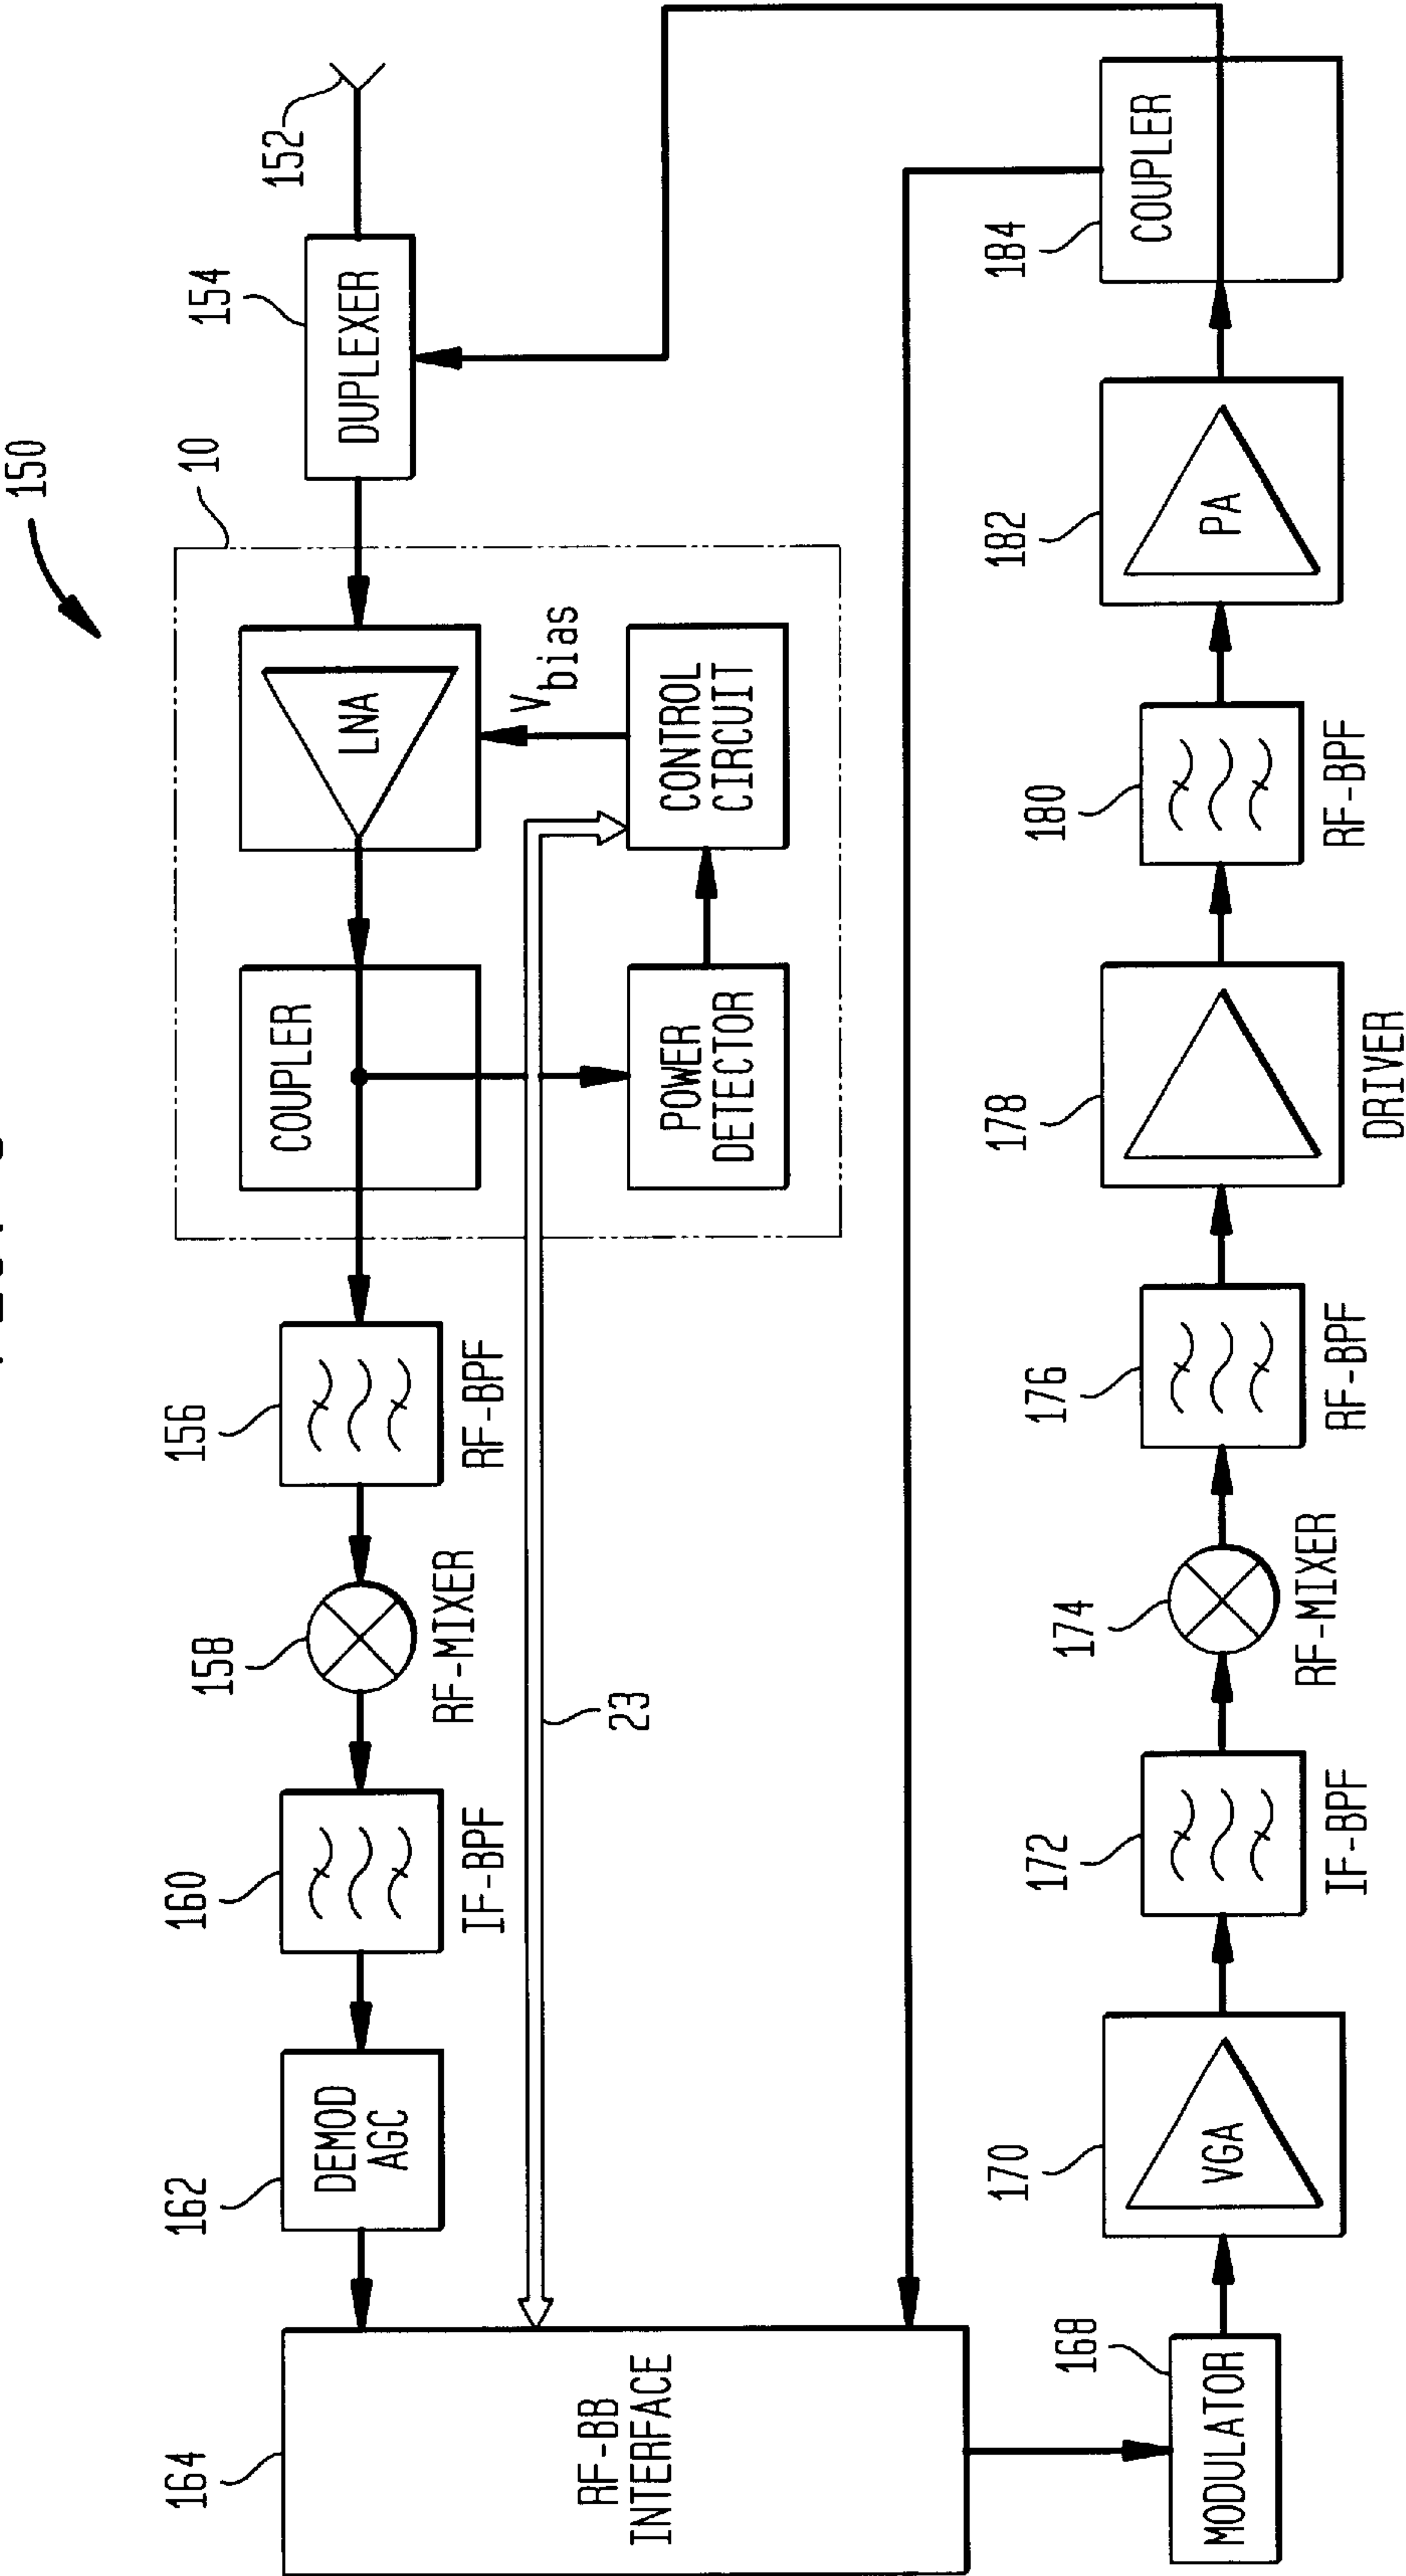 150
152
154
DUPLEXER
10
LNA
V bias
CONTROL
CIRCUIT
COUPLER
POWER
DETECTOR
156
RF-BPF
158
RF-MIXER
160
IF-BPF
162
DEMOD
AGC
23
164
RF-BB
INTERFACE
168
MODULATOR
170
VGA
172
IF-BPF
174
RF-MIXER
176
RF-BPF
178
DRIVER
180
RF-BPF
182
PA
184
COUPLER